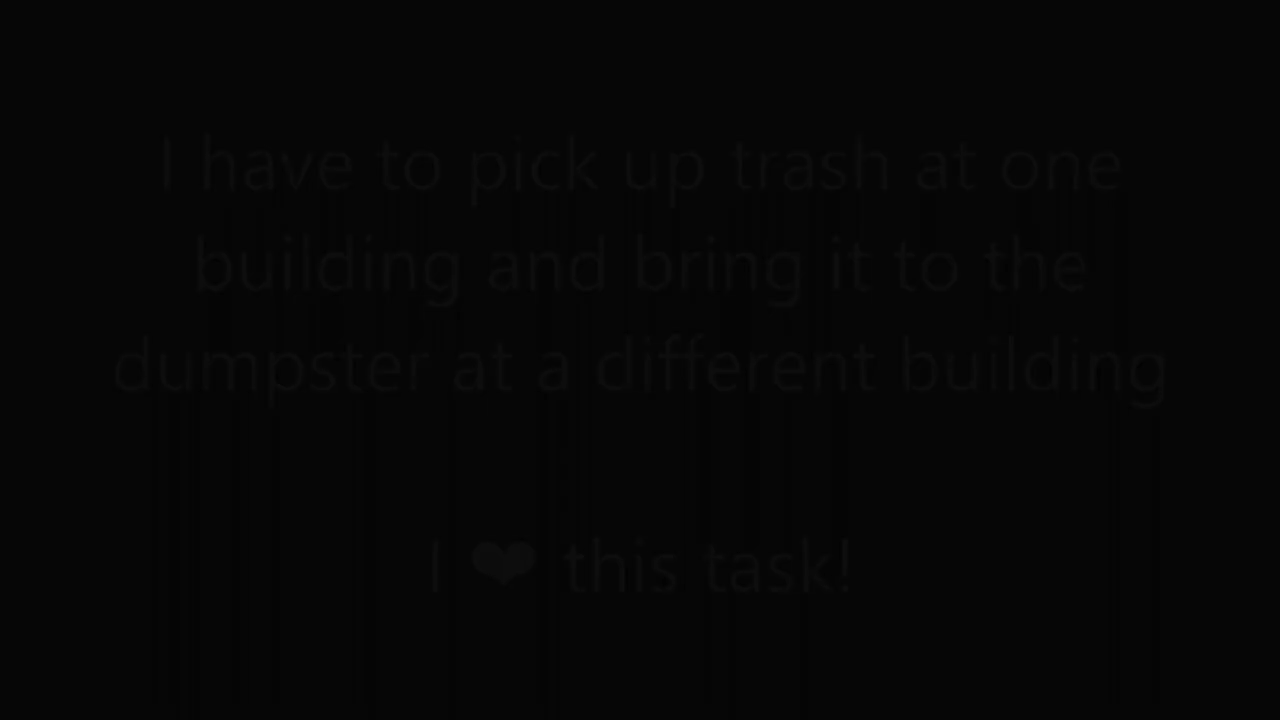 I have to pick up trash at one
building and bring it to the
dumpster at a different building
I ❤ this task!